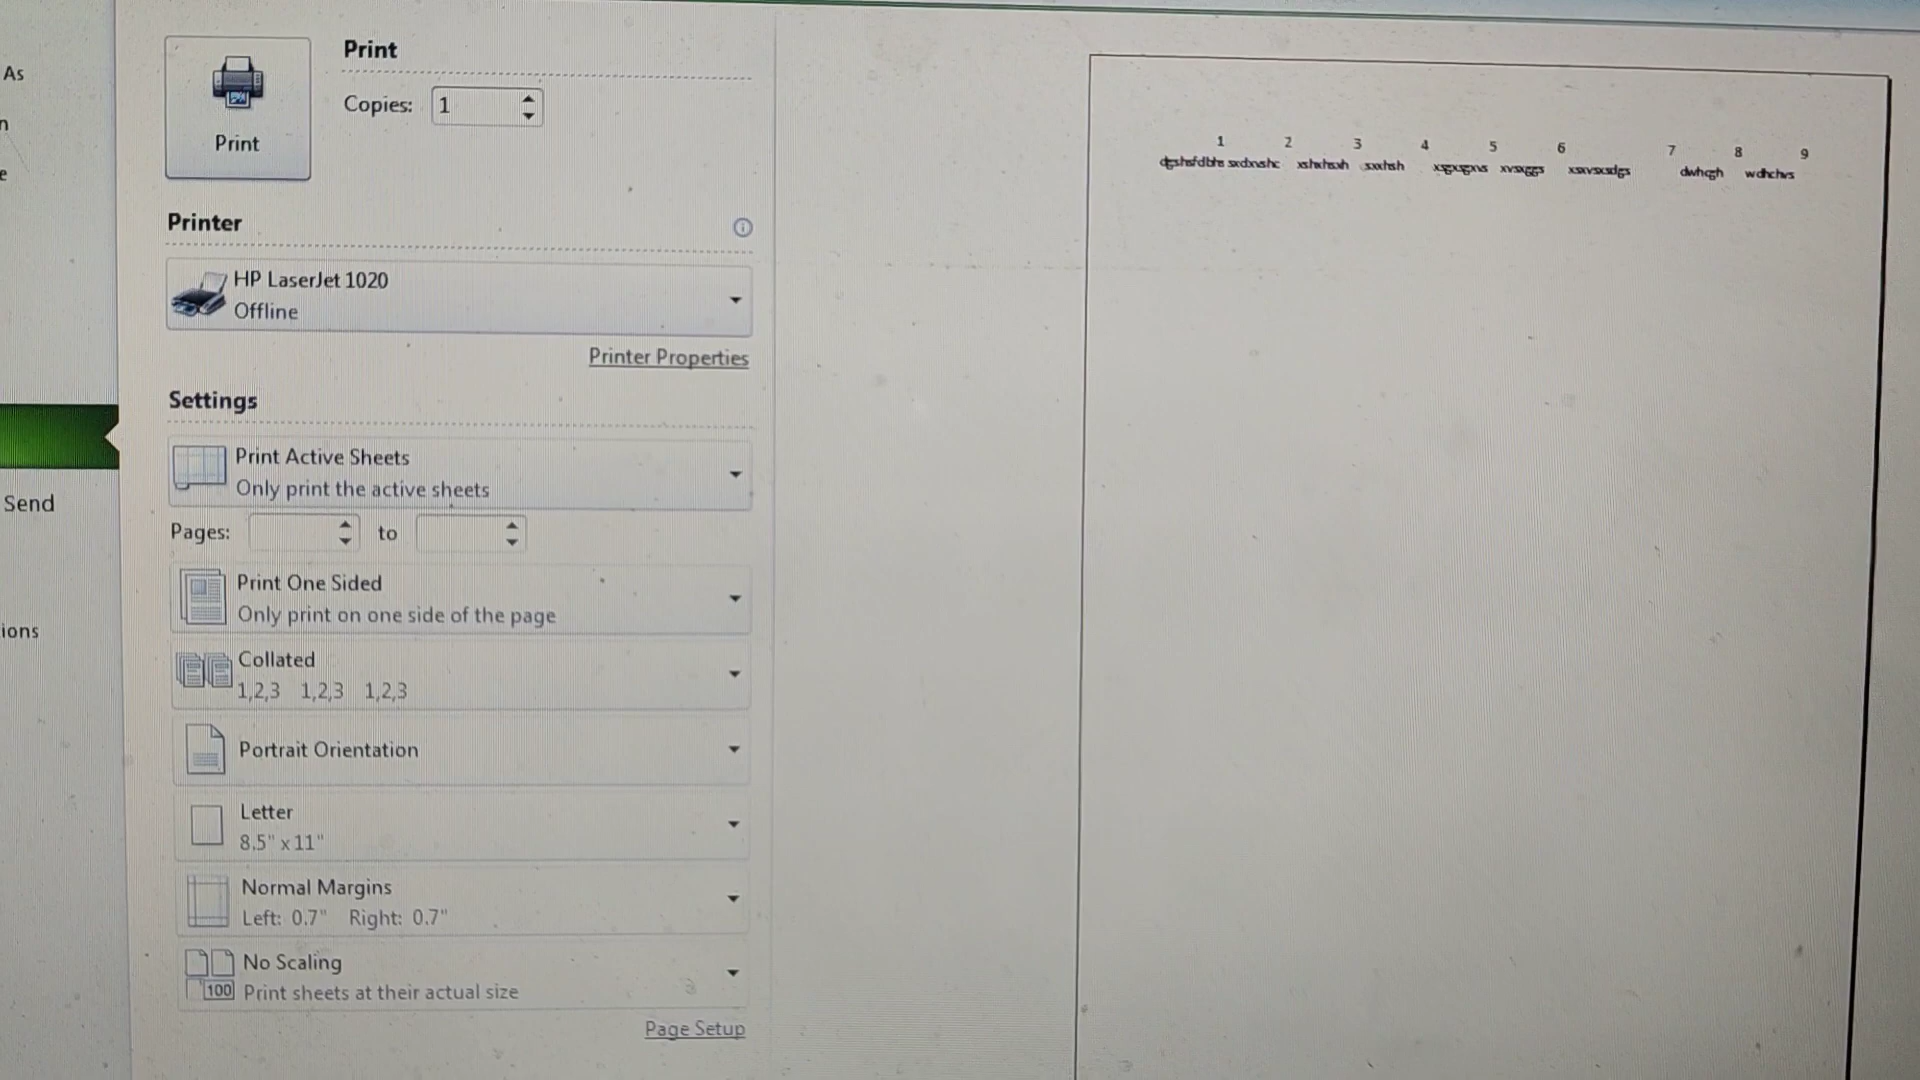 As
n
e
Send
ions
Print
Print
Copies: 1
Printer
HP LaserJet 1020
Offline
Printer Properties
Settings
Print Active Sheets
Only print the active sheets
Pages: to
Print One Sided
Only print on one side of the page
Collated
1,2,3 1,2,3 1,2,3
Portrait Orientation
Letter
8.5" x 11"
Normal Margins
Left: 0.7" Right: 0.7"
No Scaling
100 Print sheets at their actual size
Page Setup
1 2 3 4 5 6 7 8 9
dwhcgh wdhchvs